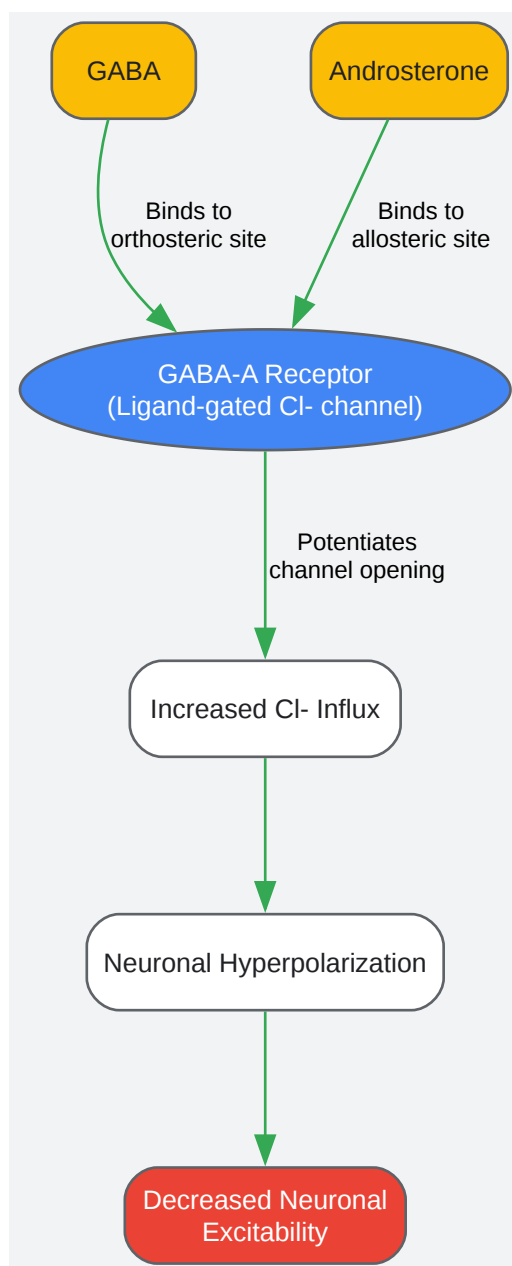 GABA
Androsterone
Binds to
orthosteric site
Binds to
allosteric site
GABA-A Receptor
(Ligand-gated Cl- channel)
Potentiates
channel opening
Increased Cl- Influx
Neuronal Hyperpolarization
Decreased Neuronal
Excitability